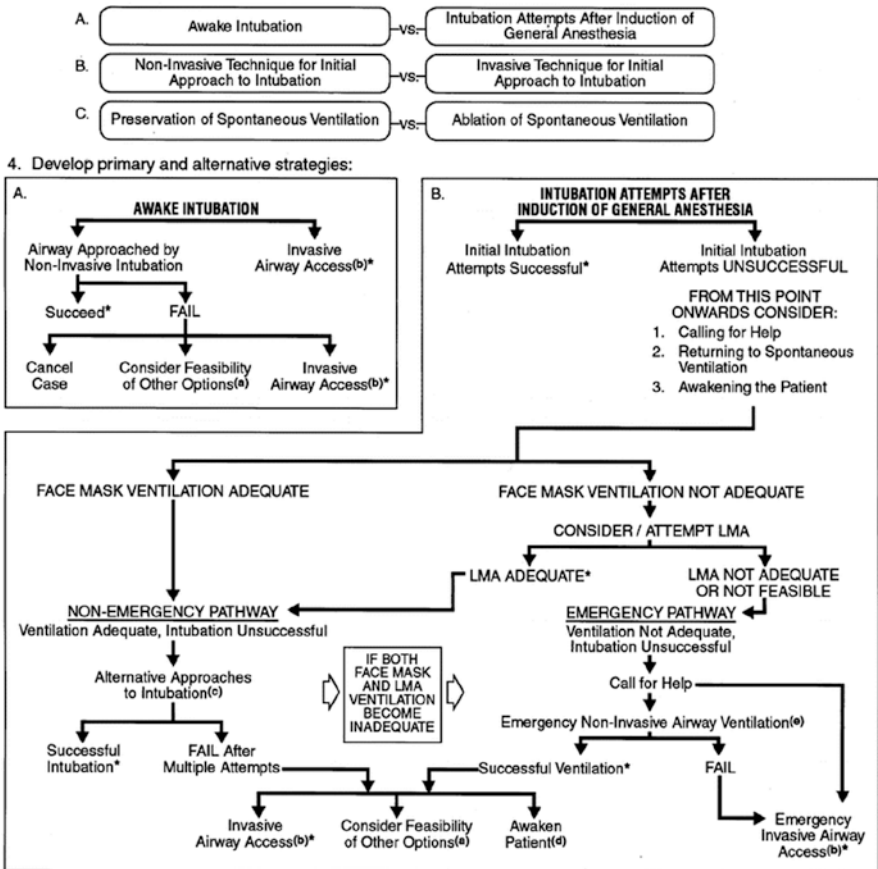 A.
Awake Intubation
vs.
Intubation Attempts After Induction of
General Anesthesia
B.
Non-Invasive Technique for Initial
Approach to Intubation
vs.
Invasive Technique for Initial
Approach to Intubation
C.
Preservation of Spontaneous Ventilation
vs.
Ablation of Spontaneous Ventilation
4. Develop primary and alternative strategies:
A.
AWAKE INTUBATION
Airway Approached by
Non-Invasive Intubation
Invasive
Airway Access(b)*
Succeed*
FAIL
Cancel
Case
Consider Feasibility
of Other Options(a)
Invasive
Airway Access(b)*
B.
INTUBATION ATTEMPTS AFTER
INDUCTION OF GENERAL ANESTHESIA
Initial Intubation
Attempts Successful*
Initial Intubation
Attempts UNSUCCESSFUL
FROM THIS POINT
ONWARDS CONSIDER:
1. Calling for Help
2. Returning to Spontaneous
Ventilation
3. Awakening the Patient
FACE MASK VENTILATION ADEQUATE
FACE MASK VENTILATION NOT ADEQUATE
CONSIDER / ATTEMPT LMA
LMA ADEQUATE*
LMA NOT ADEQUATE
OR NOT FEASIBLE
NON-EMERGENCY PATHWAY
Ventilation Adequate, Intubation Unsuccessful
EMERGENCY PATHWAY
Ventilation Not Adequate,
Intubation Unsuccessful
Alternative Approaches
to Intubation(c)
IF BOTH
FACE MASK
AND LMA
VENTILATION
BECOME
INADEQUATE
Call for Help
Emergency Non-Invasive Airway Ventilation(e)
Successful
Intubation*
FAIL After
Multiple Attempts
Successful Ventilation*
FAIL
Invasive
Airway Access(b)*
Consider Feasibility
of Other Options(a)
Awaken
Patient(d)
Emergency
Invasive Airway
Access(b)*